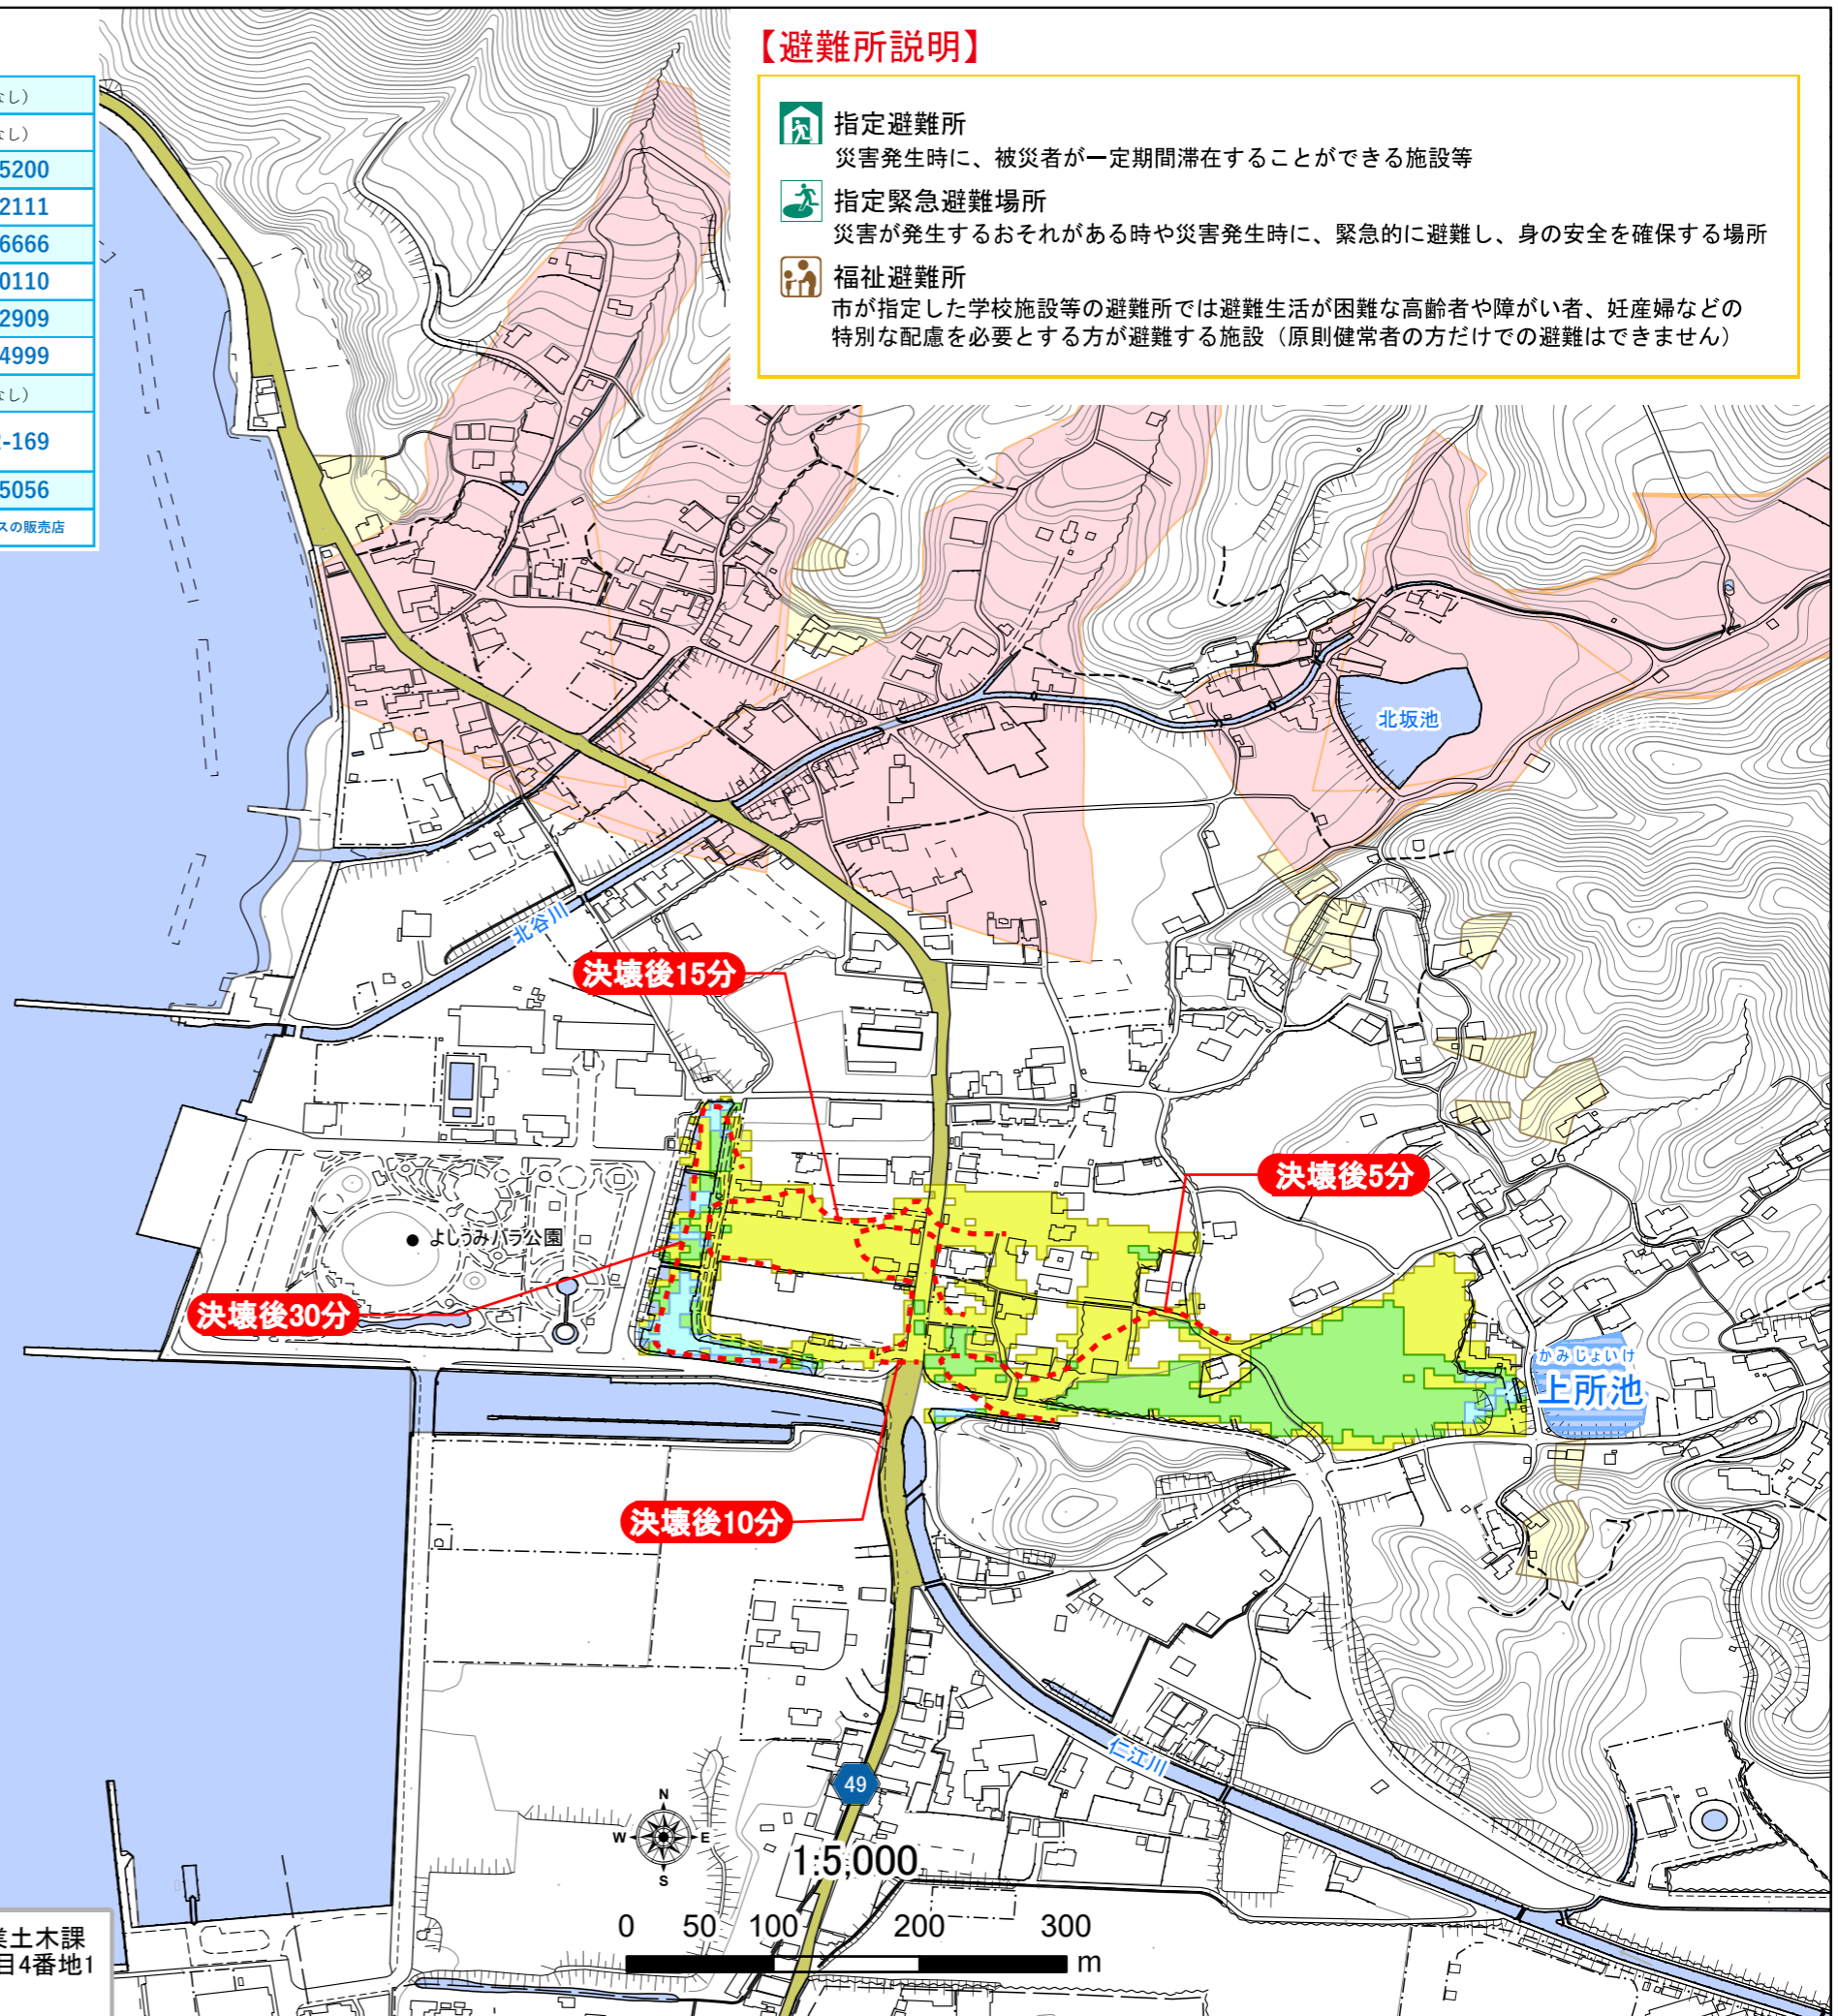 【避難所説明】
指定避難所
災害発生時に、被災者が一定期間滞在することができる施設等
指定緊急避難場所
災害が発生するおそれがある時や災害発生時に、緊急的に避難し、身の安全を確保する場所
福祉避難所
市が指定した学校施設等の避難所では避難生活が困難な高齢者や障がい者、妊産婦などの
特別な配慮を必要とする方が避難する施設（原則健常者の方だけでの避難はできません）
なし）
なし）
5200
2111
6666
0110
2909
4999
なし）
-169
5056
スの販売店
北坂池
北谷川
決壊後15分
決壊後5分
よしうみバラ公園
決壊後30分
かみじょいけ
上所池
決壊後10分
仁江川
49
N
W
E
S
1:5,000
0 50 100 200 300
m
業土木課
目4番地1